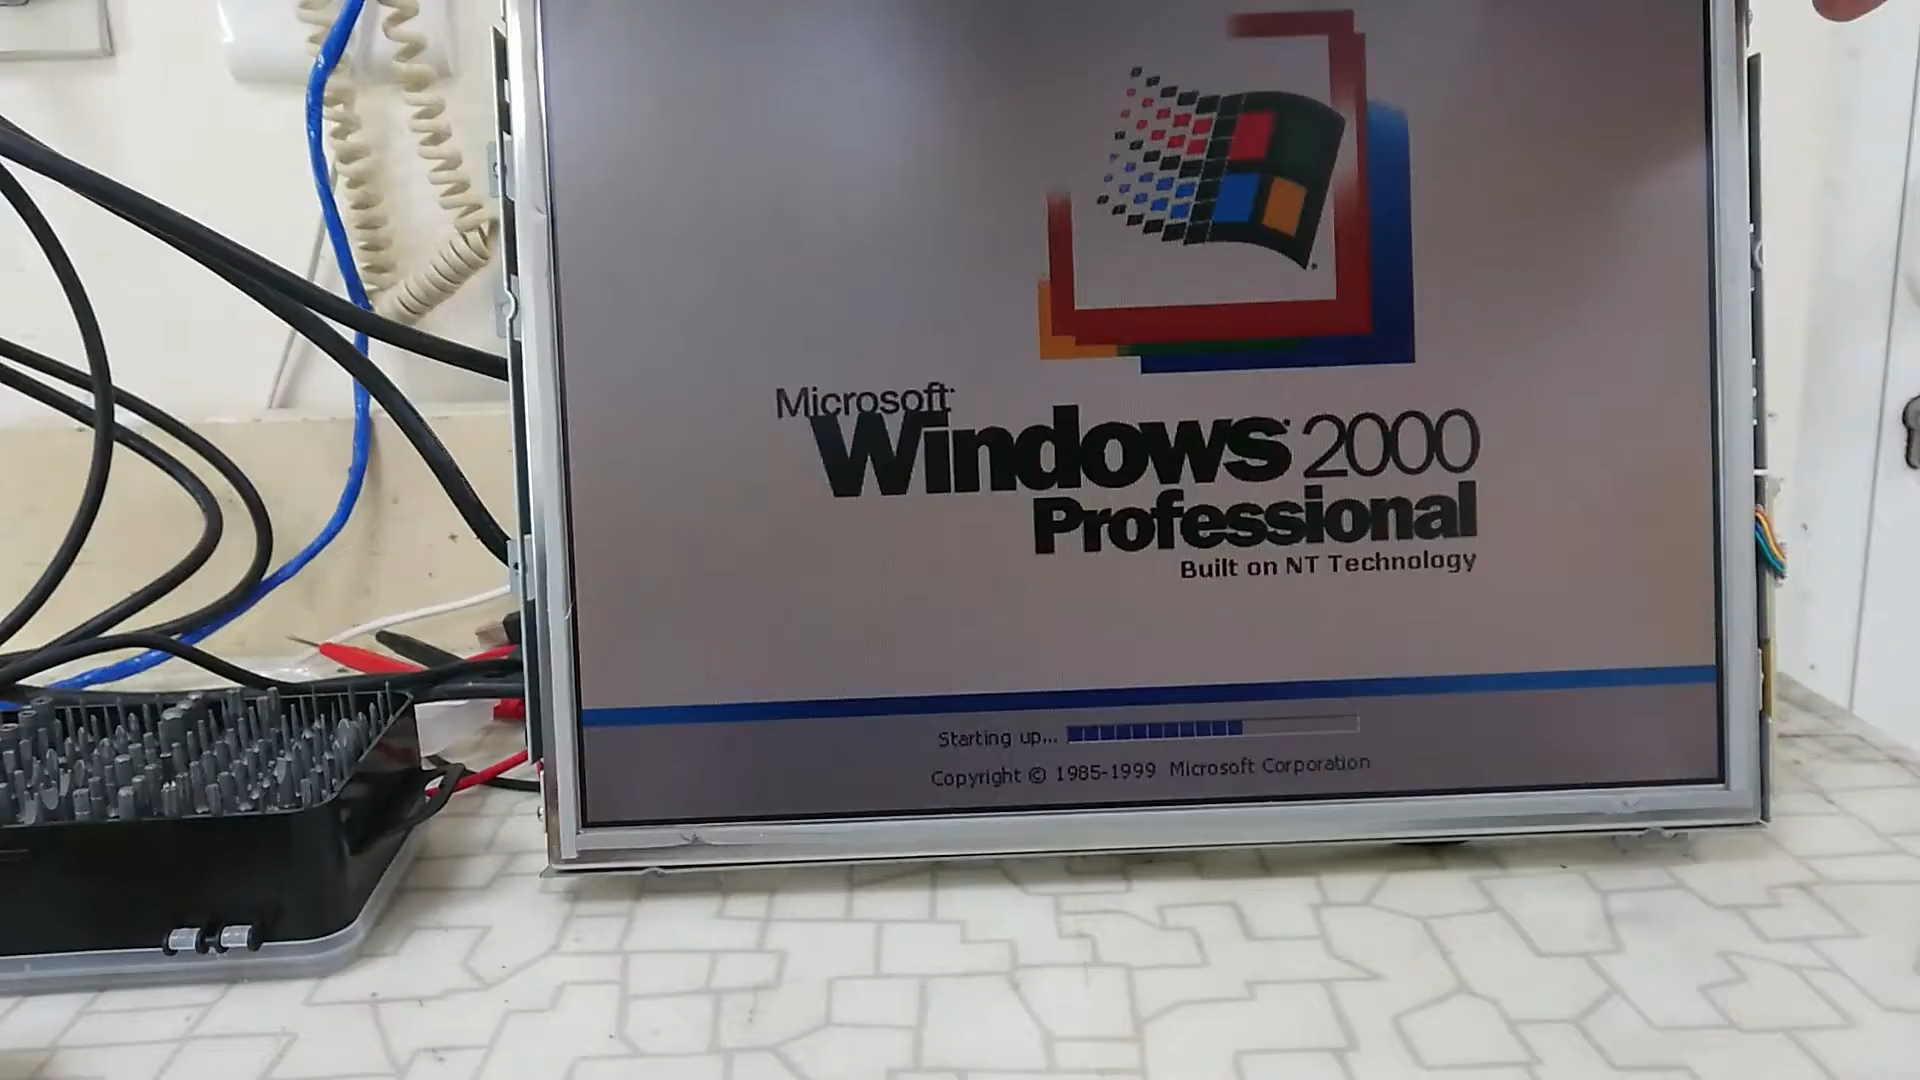 Microsoft
Windows 2000
Professional
Built on NT Technology
Starting up...
Copyright © 1985-1999 Microsoft Corporation